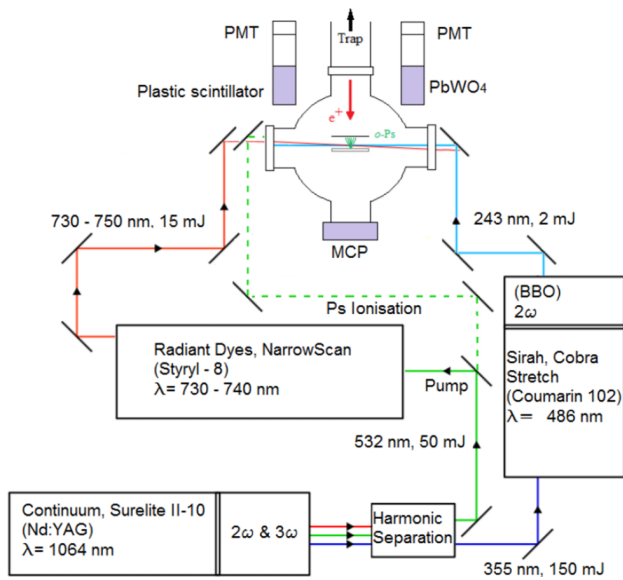 PMT
Trap
PMT
Plastic scintillator
PbWO4
e+
o-Ps
730 - 750 nm. 15 mJ
243 nm, 2 mJ
MCP
(BBO)
2ω
Ps Ionisation
Radiant Dyes, NarrowScan
(Styryl - 8)
λ= 730 - 740 nm
Sirah, Cobra
Stretch
(Coumarin 102)
λ= 486 nm
Pump
532 nm, 50 mJ
Continuum, Surelite II-10
(Nd:YAG)
λ= 1064 nm
2ω & 3ω
Harmonic
Separation
355 nm, 150 mJ